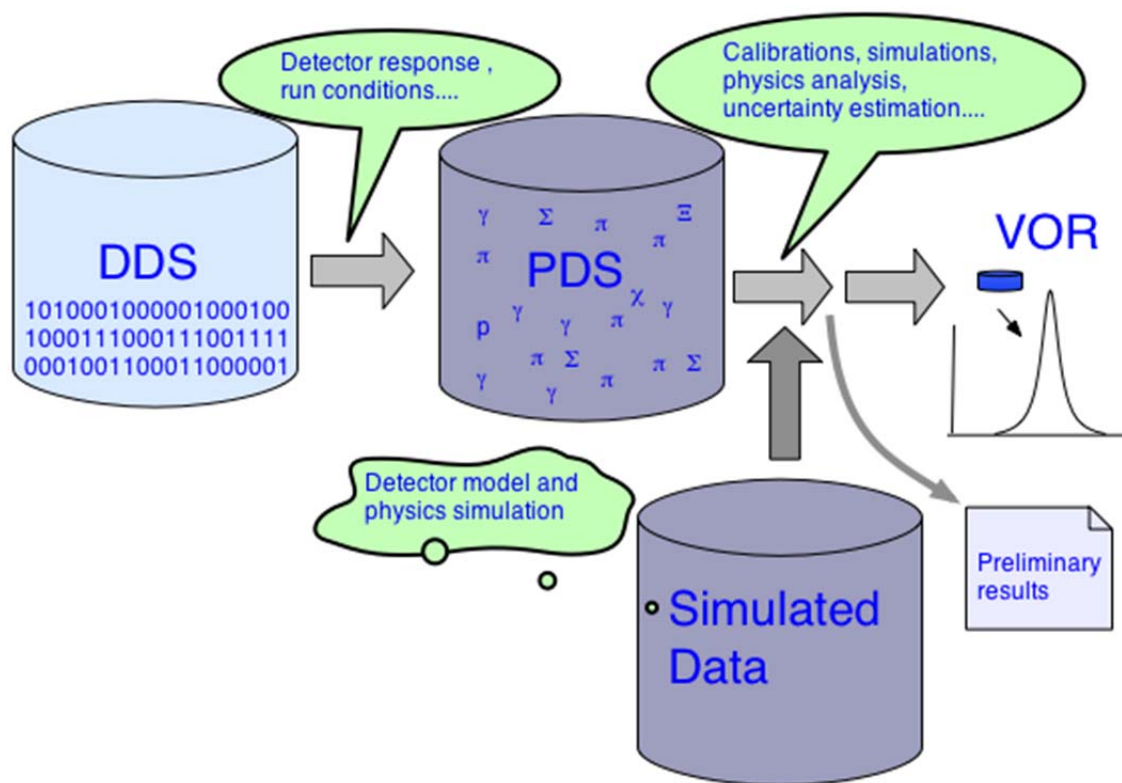 Detector response ,
run conditions....
Calibrations, simulations,
physics analysis,
uncertainty estimation....
DDS
1010001000001000100
1000111000111001111
0001001100011000001
γ Σ π Ξ
π π
PDS
χ
p γ γ π γ
π Σ π Σ
γ γ π
VOR
Detector model and
physics simulation
Simulated
Data
Preliminary
results